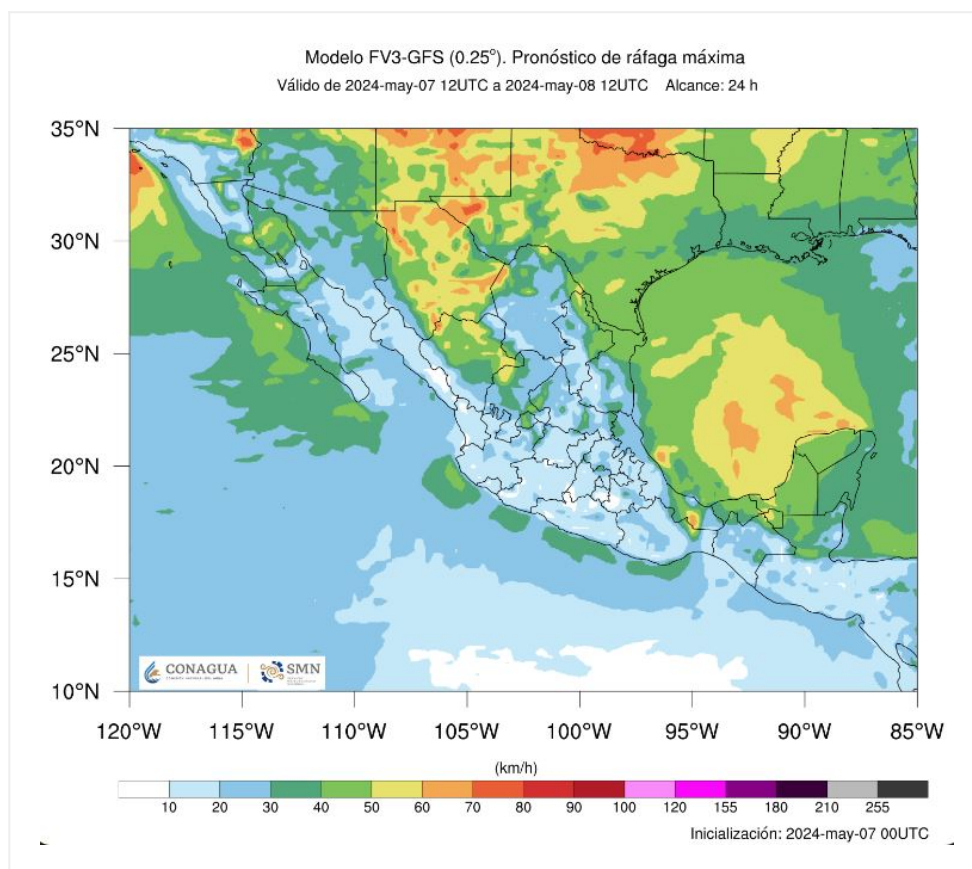 Modelo FV3-GFS (0.25°). Pronóstico de ráfaga máxima
Válido de 2024-may-07 12UTC a 2024-may-08 12UTC Alcance: 24 h
35°N
30°N
25°N
20°N
15°N
10°N
CONAGUA
SMN
120°W 115°W 110°W 105°W 100°W 95°W 90°W 85°W
(km/h)
10 20 30 40 50 60 70 80 90 100 120 155 180 210 255
Inicialización: 2024-may-07 00UTC